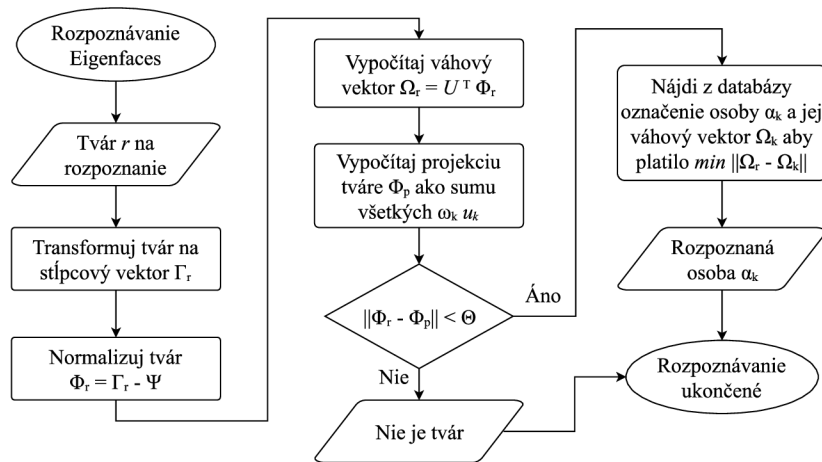 Rozpoznávanie
Eigenfaces
Tvár r na
rozpoznanie
Transformuj tvár na
stĺpcový vektor Γᵣ
Normalizuj tvár
Φᵣ = Γᵣ - Ψ
Vypočítaj váhový
vektor Ωᵣ = U ᵀ Φᵣ
Vypočítaj projekciu
tváre Φₚ ako sumu
všetkých ωₖ uₖ
||Φᵣ - Φₚ|| < Θ
Áno
Nie
Nie je tvár
Nájdi z databázy
označenie osoby αₖ a jej
váhový vektor Ωₖ aby
platilo min ||Ωᵣ - Ωₖ||
Rozpoznaná
osoba αₖ
Rozpoznávanie
ukončené